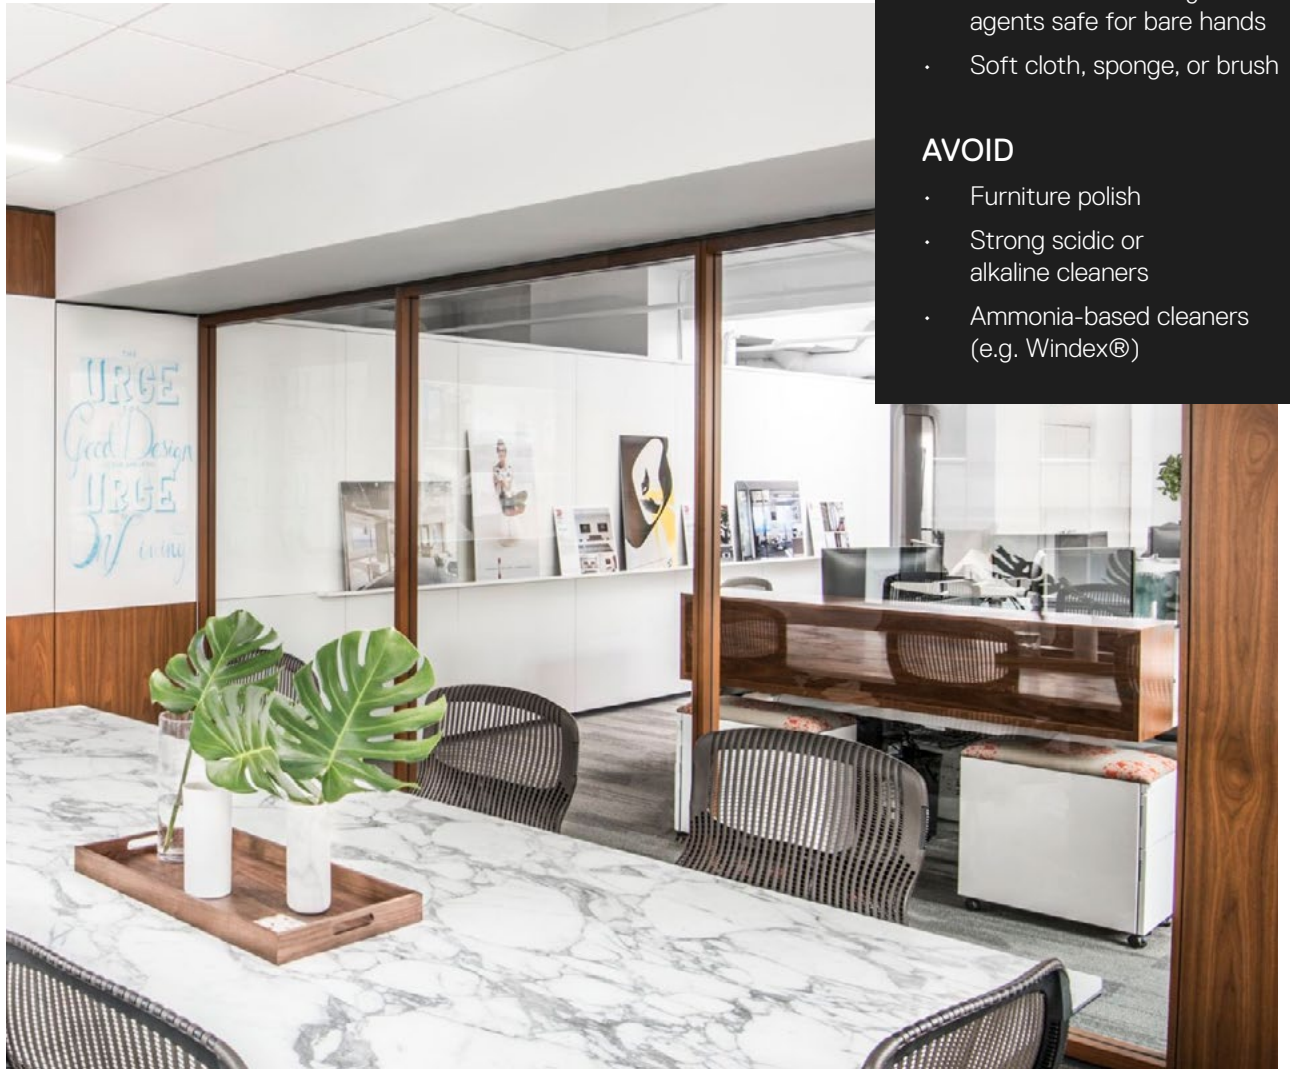 agents safe for bare hands
• Soft cloth, sponge, or brush
AVOID
• Furniture polish
• Strong scidic or
alkaline cleaners
• Ammonia-based cleaners
(e.g. Windex®)
THE
URGE
Good Design
URGE